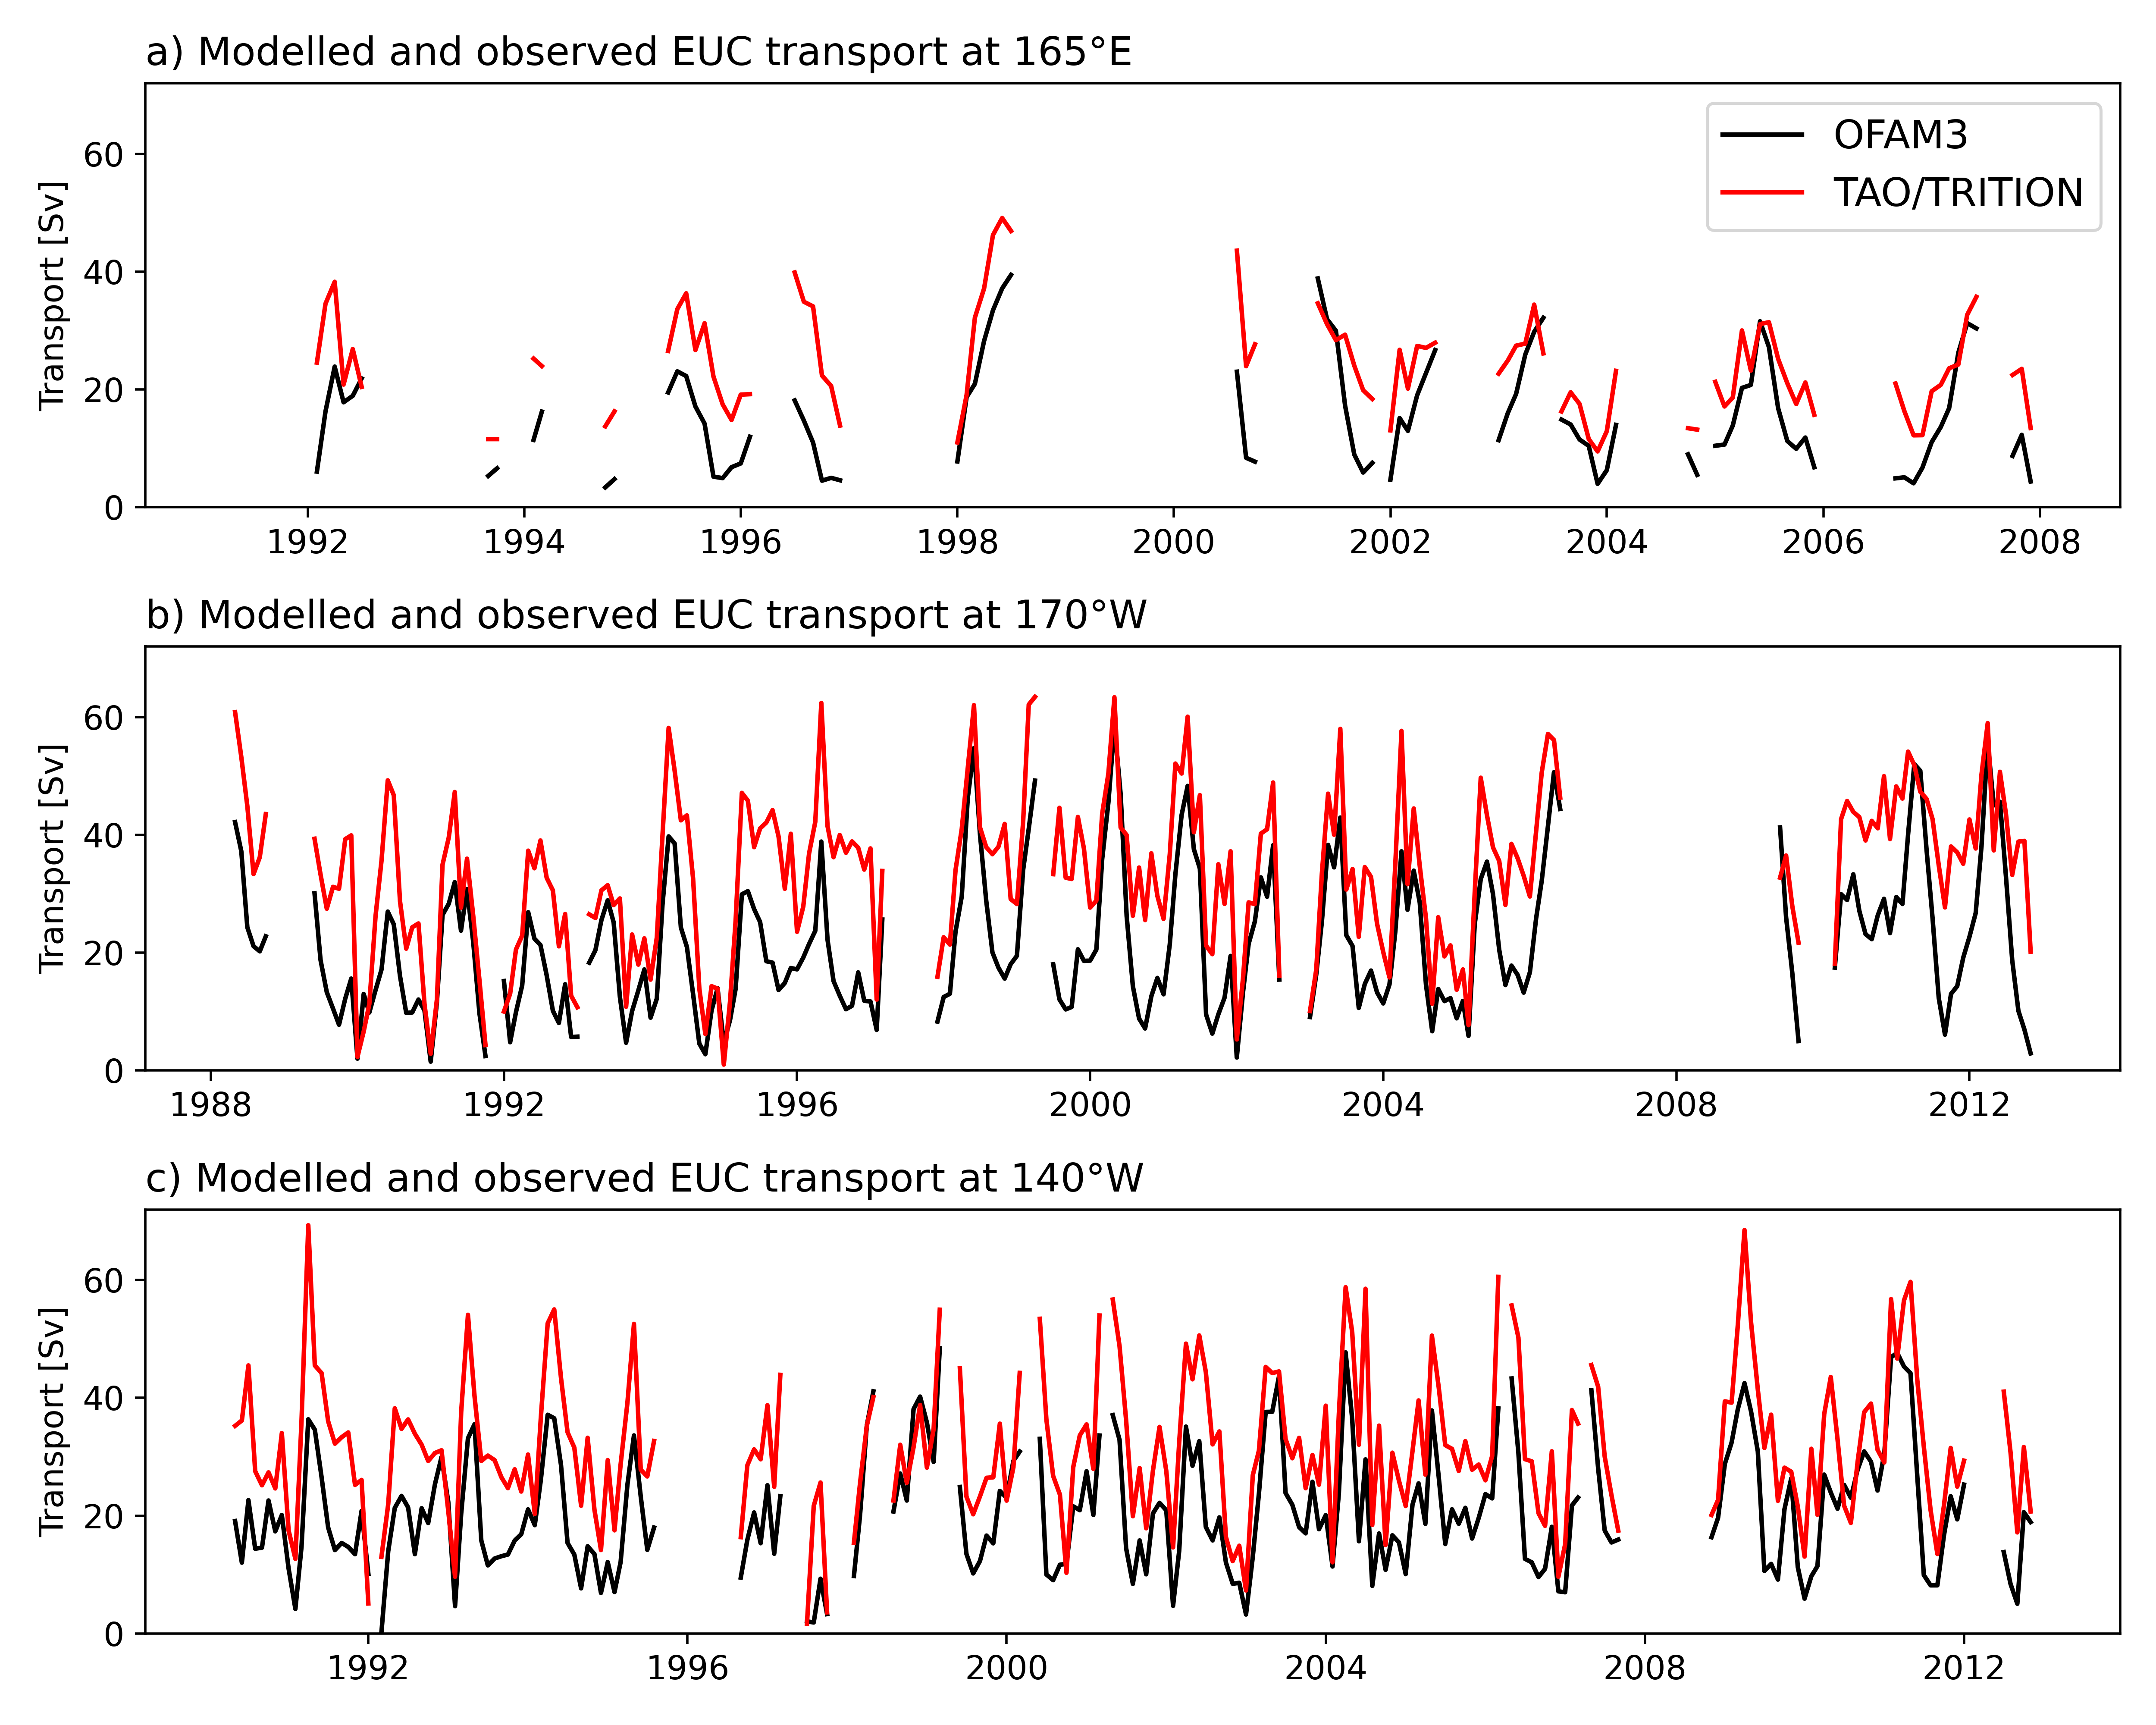 a) Modelled and observed EUC transport at 165°E
Transport [Sv]
60
40
20
0
OFAM3
TAO/TRITION
1992 1994 1996 1998 2000 2002 2004 2006 2008
b) Modelled and observed EUC transport at 170°W
Transport [Sv]
60
40
20
0
1988 1992 1996 2000 2004 2008 2012
c) Modelled and observed EUC transport at 140°W
Transport [Sv]
60
40
20
0
1992 1996 2000 2004 2008 2012